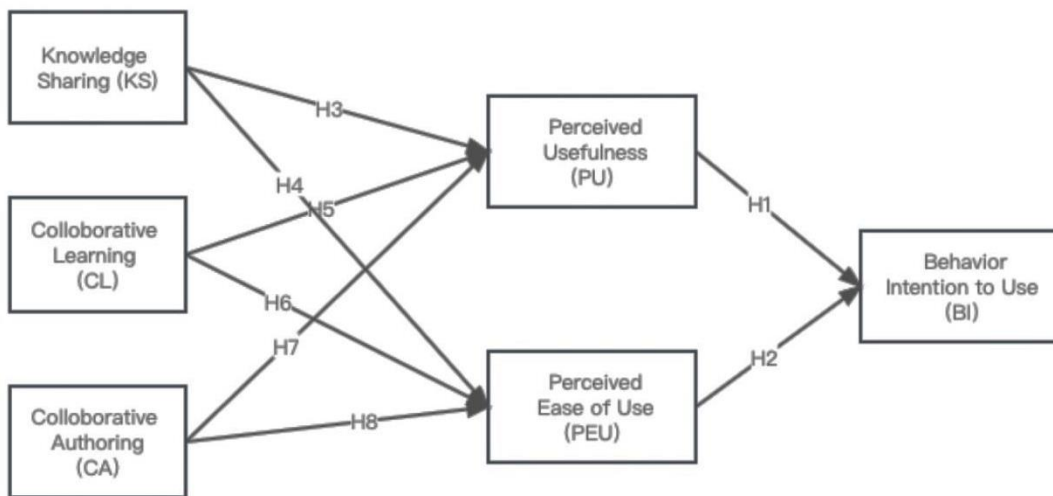 Knowledge
Sharing (KS)
Colloborative
Learning
(CL)
Colloborative
Authoring
(CA)
H3
H4
H5
H6
H7
H8
Perceived
Usefulness
(PU)
Perceived
Ease of Use
(PEU)
H1
H2
Behavior
Intention to Use
(BI)